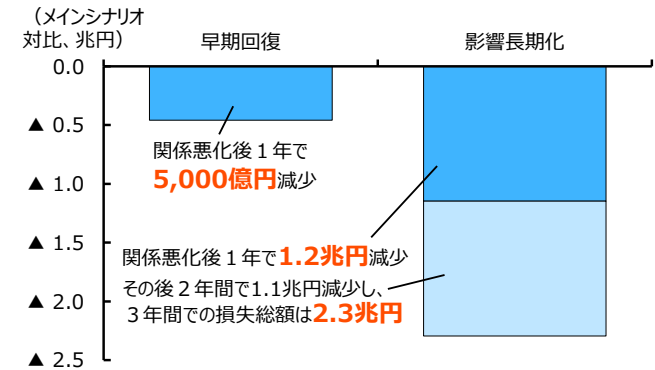 （メインシナリオ
対比、兆円）
早期回復
影響長期化
0.0
▲ 0.5
▲ 1.0
▲ 1.5
▲ 2.0
▲ 2.5
関係悪化後１年で
5,000億円減少
関係悪化後１年で1.2兆円減少
その後２年間で1.1兆円減少し、
３年間での損失総額は2.3兆円